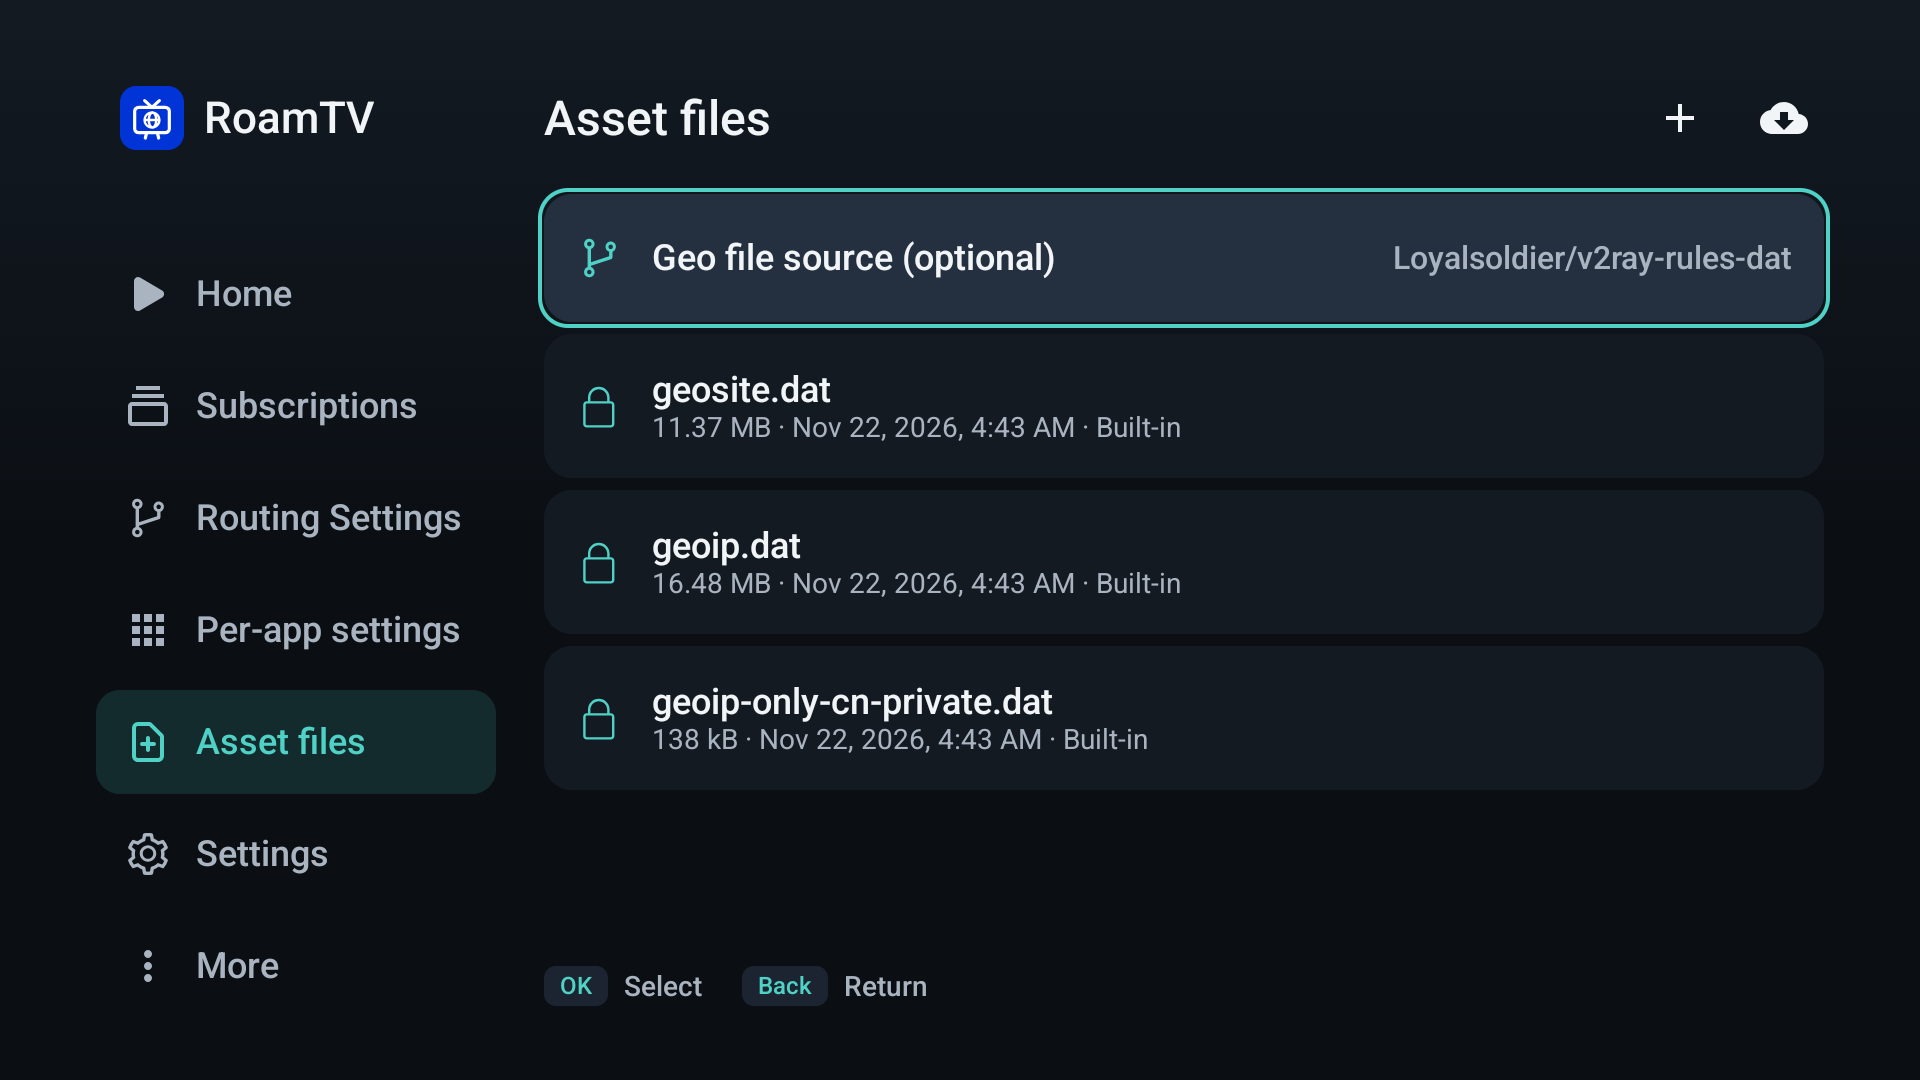 RoamTV
Home
Subscriptions
Routing Settings
Per-app settings
Asset files
Settings
More
Asset files
Geo file source (optional)
Loyalsoldier/v2ray-rules-dat
geosite.dat
11.37 MB · Nov 22, 2026, 4:43 AM · Built-in
geoip.dat
16.48 MB · Nov 22, 2026, 4:43 AM · Built-in
geoip-only-cn-private.dat
138 kB · Nov 22, 2026, 4:43 AM · Built-in
OK Select Back Return